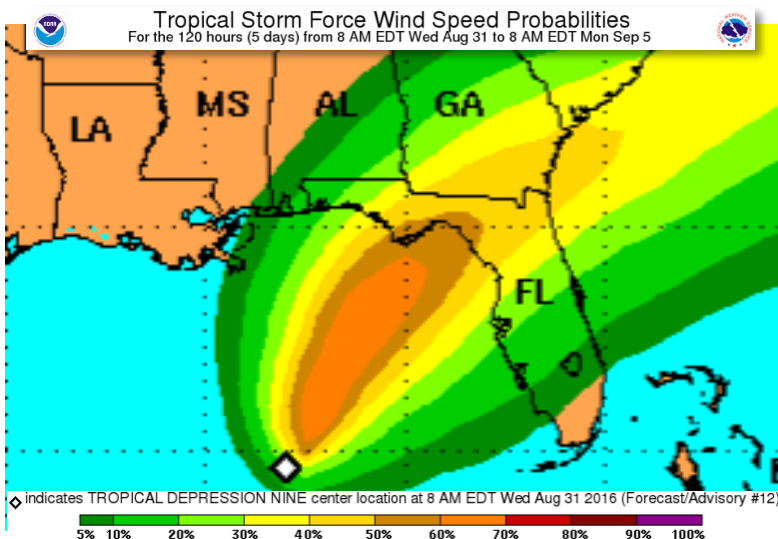 Tropical Storm Force Wind Speed Probabilities
For the 120 hours (5 days) from 8 AM EDT Wed Aug 31 to 8 AM EDT Mon Sep 5
LA MS AL GA
FL
indicates TROPICAL DEPRESSION NINE center location at 8 AM EDT Wed Aug 31 2016 (Forecast/Advisory #12)
5% 10% 20% 30% 40% 50% 60% 70% 80% 90% 100%